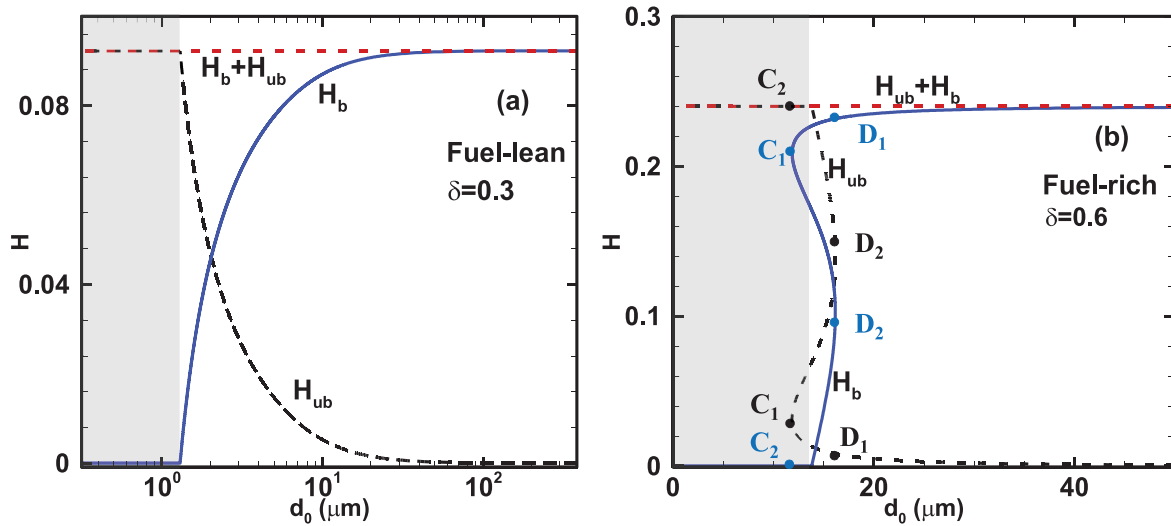 H_b+H_ub
H_b
(a)
Fuel-lean
δ=0.3
H_ub
H
0.08
0.04
0
10^0
10^1
10^2
d_0 (μm)
0.3
0.2
0.1
0
H
C_2
H_ub+H_b
D_1
(b)
C_1
H_ub
Fuel-rich
δ=0.6
D_2
D_2
H_b
C_1
C_2
D_1
0
20
40
d_0 (μm)